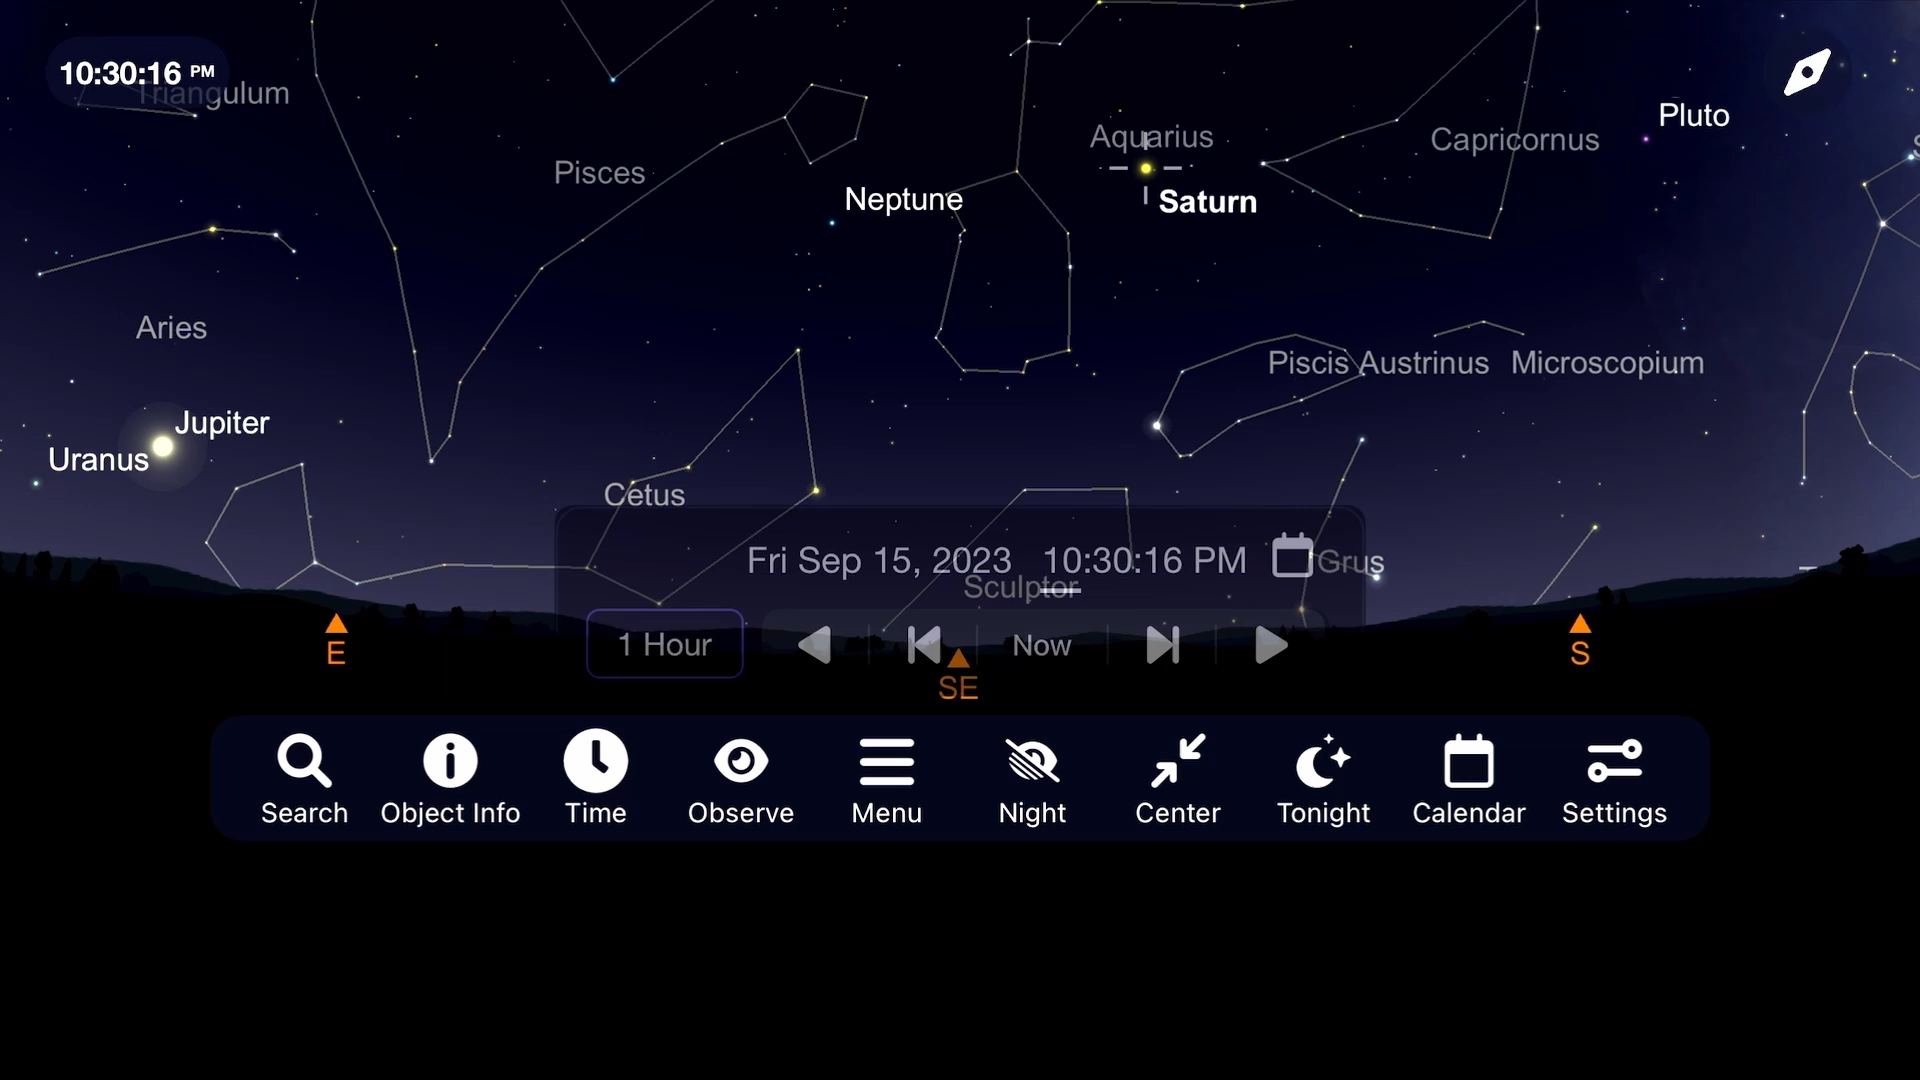 10:30:16 PM
Triangulum
Pluto
Aquarius
Capricornus
Pisces
Neptune
Saturn
Aries
Piscis Austrinus
Microscopium
Jupiter
Uranus
Cetus
Fri Sep 15, 2023 10:30:16 PM
Grus
Sculptor
1 Hour
Now
E
SE
S
Search
Object Info
Time
Observe
Menu
Night
Center
Tonight
Calendar
Settings